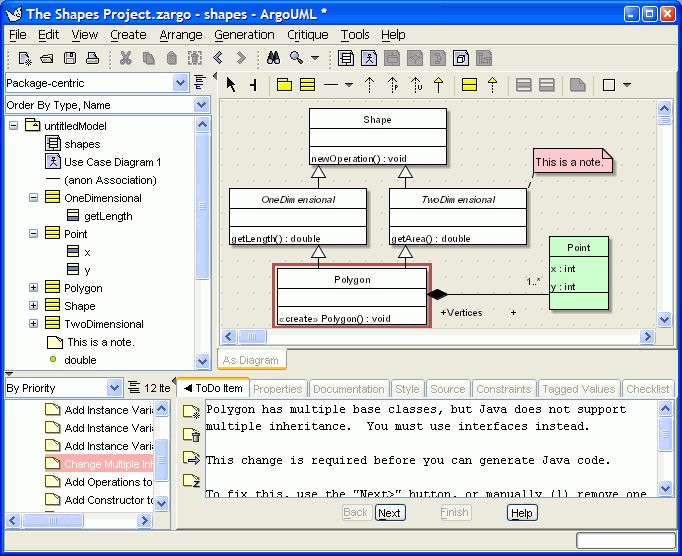 The Shapes Project.zargo - shapes - ArgoUML *
File Edit View Create Arrange Generation Critique Tools Help
Package-centric
Order By Type, Name
untitledModel
shapes
Use Case Diagram 1
(anon Association)
OneDimensional
getLength
Point
x
y
Polygon
Shape
TwoDimensional
This is a note.
double
P
U
Shape
newOperation() : void
This is a note.
OneDimensional
getLength() : double
TwoDimensional
getArea() : double
Point
x : int
y : int
Polygon
«create» Polygon() : void
1..*
+Vertices +
As Diagram
By Priority
12 Ite
Add Instance Varia
Add Instance Varia
Add Instance Varia
Change Multiple Inh
Add Operations to
Add Constructor to
ToDo Item Properties Documentation Style Source Constraints Tagged Values Checklist
Polygon has multiple base classes, but Java does not support
multiple inheritance. You must use interfaces instead.
This change is required before you can generate Java code.
To fix this, use the "Next>" button, or manually (1) remove one
Z
Back Next Finish Help